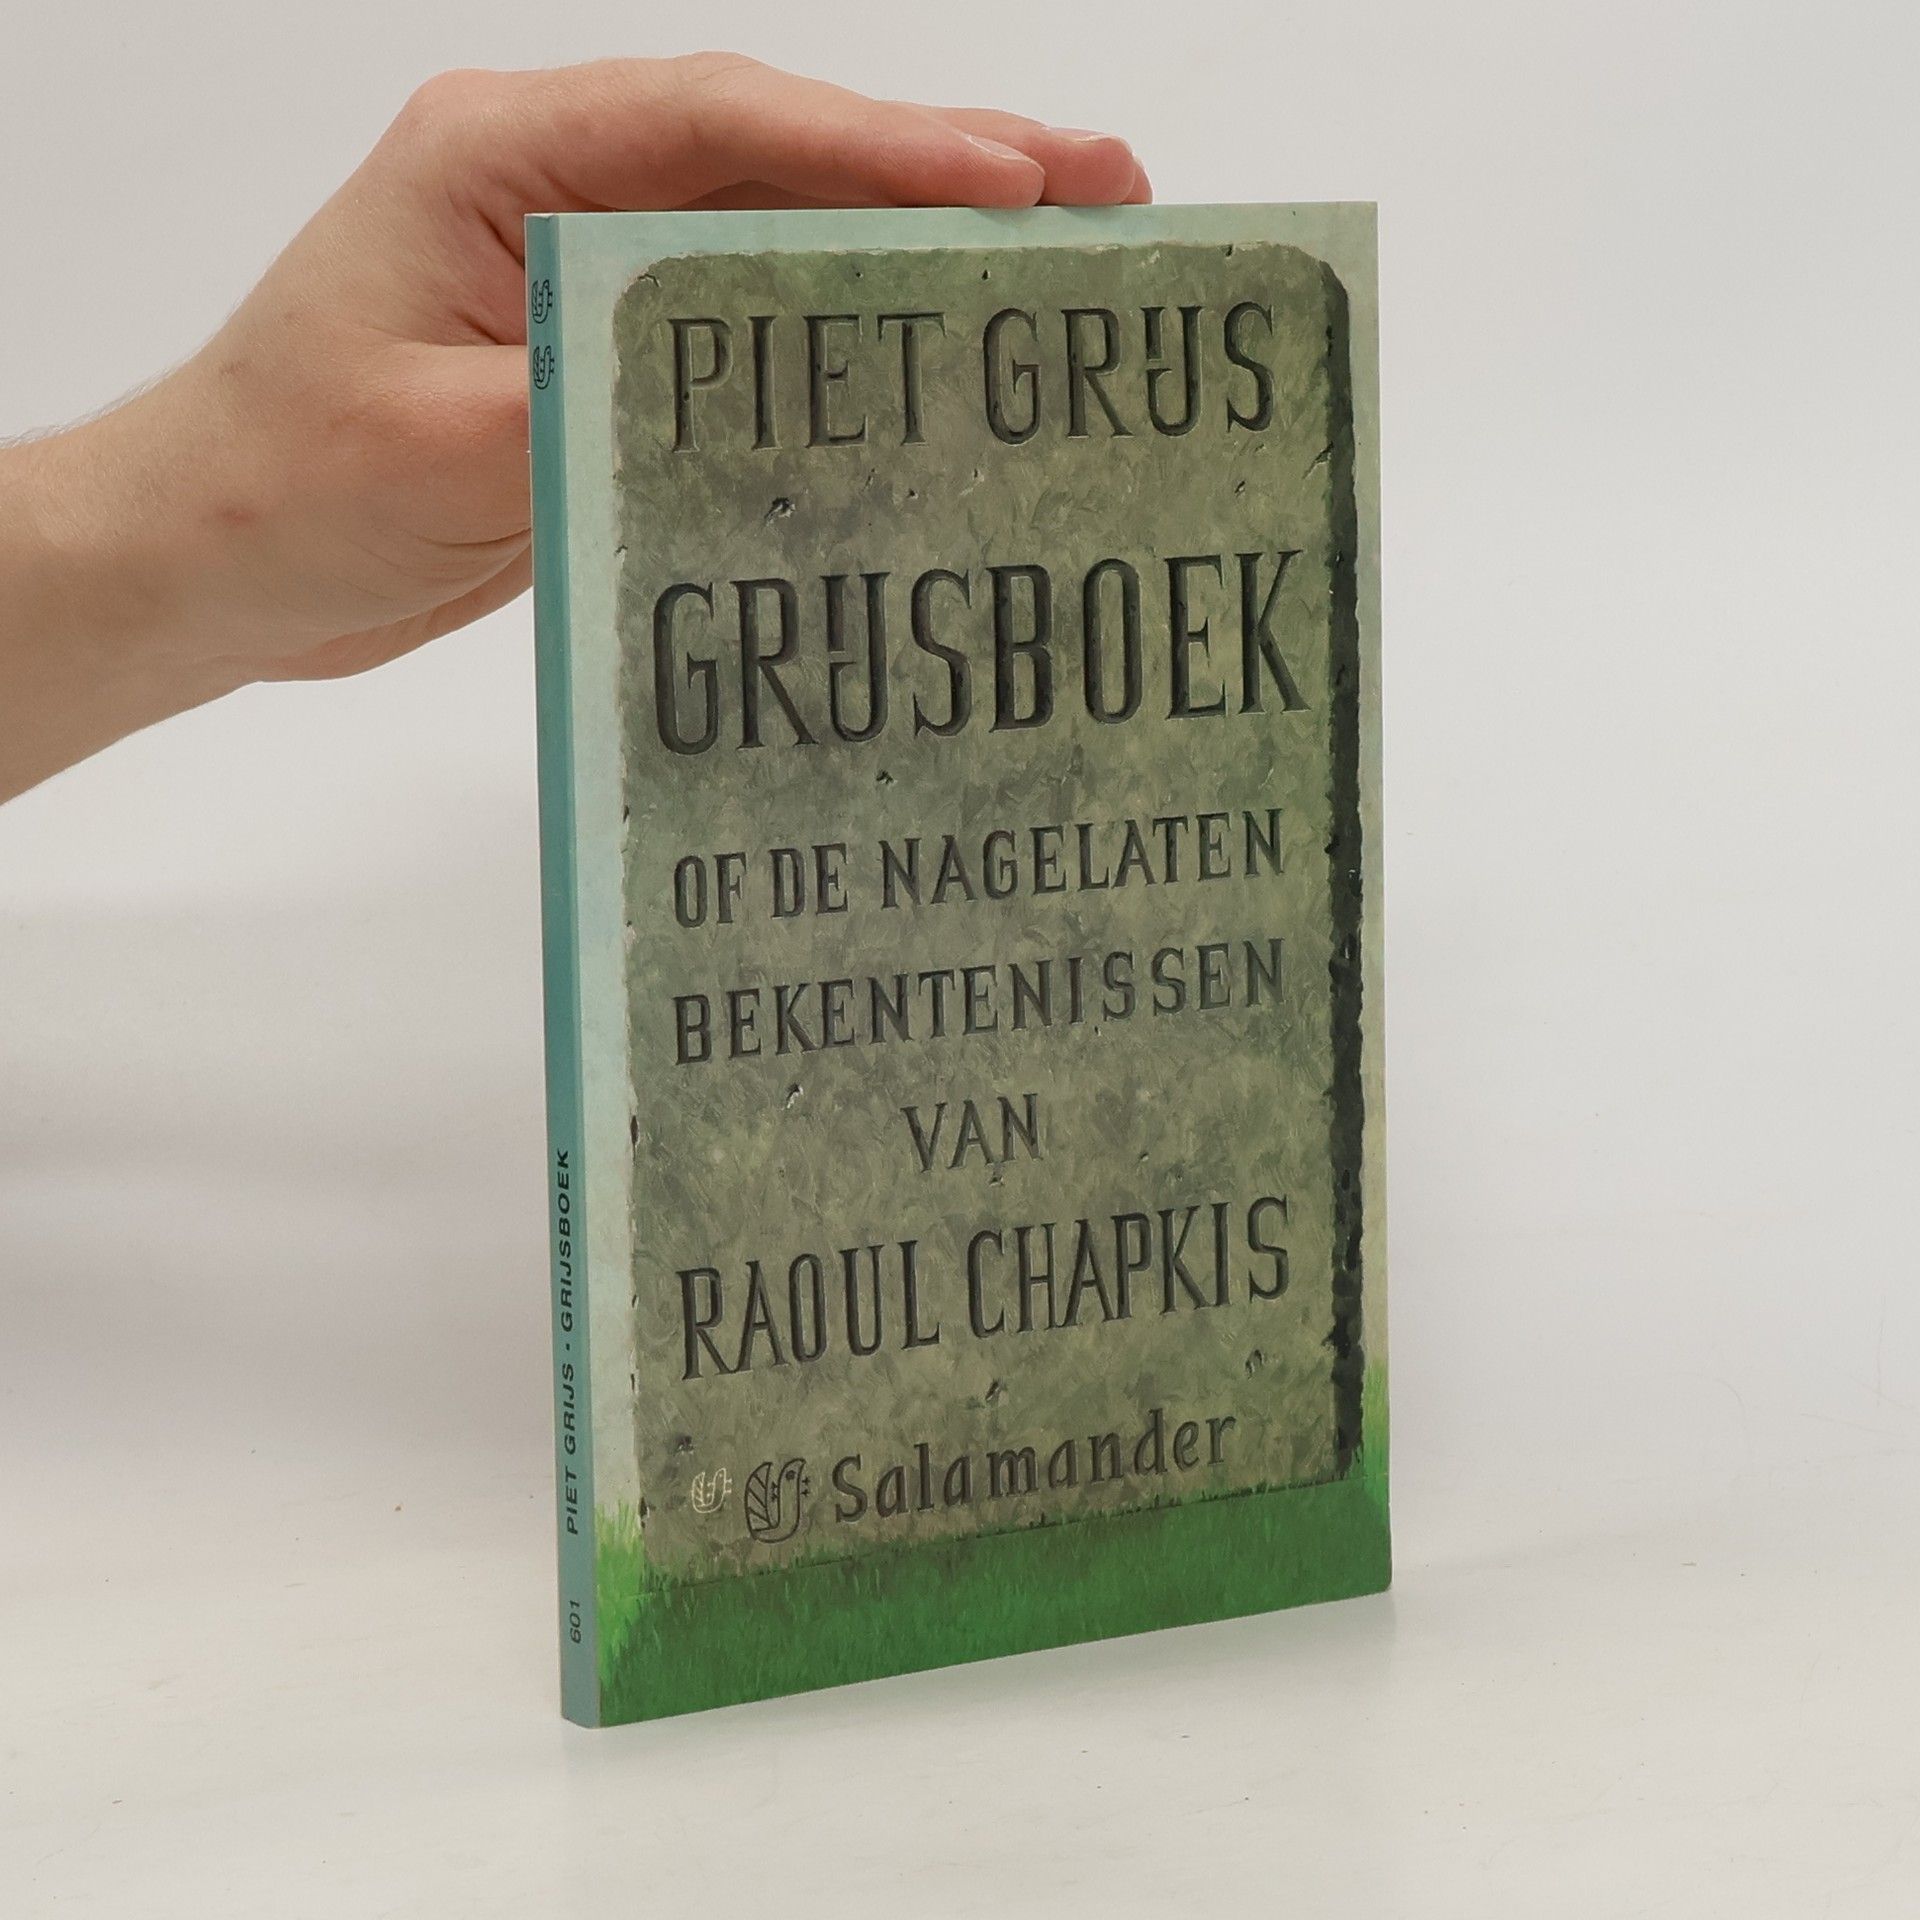 PIET GRIJS
GRIJSBOEK
OF DE NAGELATEN
BEKENTENISSEN
VAN
RAOUL CHAPKIS
Salamander
601 PIET GRIJS · GRIJSBOEK